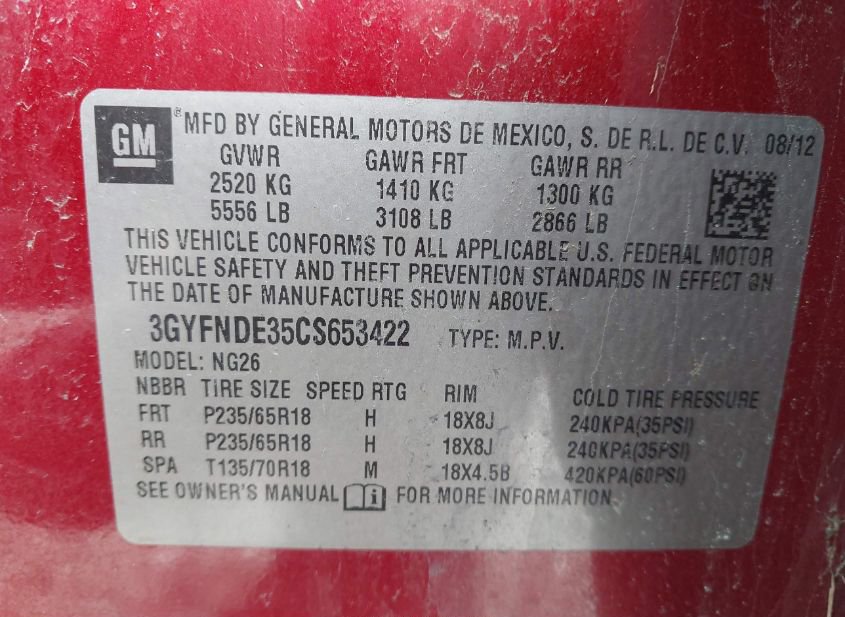 GM ® MFD BY GENERAL MOTORS DE MEXICO, S. DE R.L. DE C.V. 08/12
GVWR GAWR FRT GAWR RR
2520 KG 1410 KG 1300 KG
5556 LB 3108 LB 2866 LB
THIS VEHICLE CONFORMS TO ALL APPLICABLE U.S. FEDERAL MOTOR
VEHICLE SAFETY AND THEFT PREVENTION STANDARDS IN EFFECT ON
THE DATE OF MANUFACTURE SHOWN ABOVE.
3GYFNDE35CS653422 TYPE: M.P.V.
MODEL: NG26
NBBR TIRE SIZE SPEED RTG RIM COLD TIRE PRESSURE
FRT P235/65R18 H 18X8J 240KPA(35PSI)
RR P235/65R18 H 18X8J 240KPA(35PSI)
SPA T135/70R18 M 18X4.5B 420KPA(60PSI)
SEE OWNER'S MANUAL i FOR MORE INFORMATION